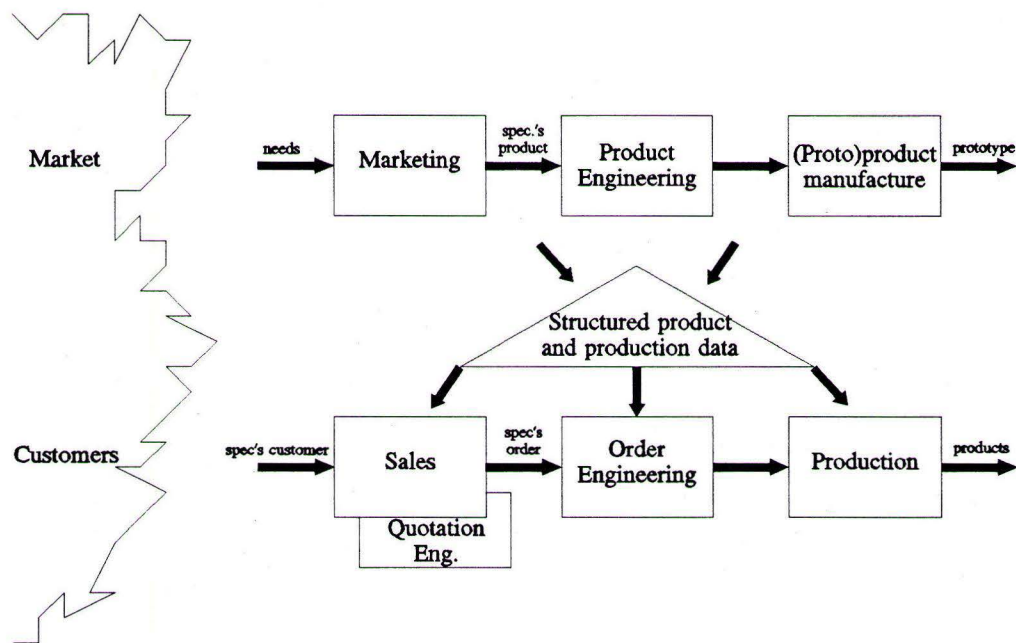 Market
needs
Marketing
spec.'s
product
Product
Engineering
(Proto)product
manufacture
prototype
Structured product
and production data
Customers
spec's customer
Sales
spec's
order
Order
Engineering
Production
products
Quotation
Eng.